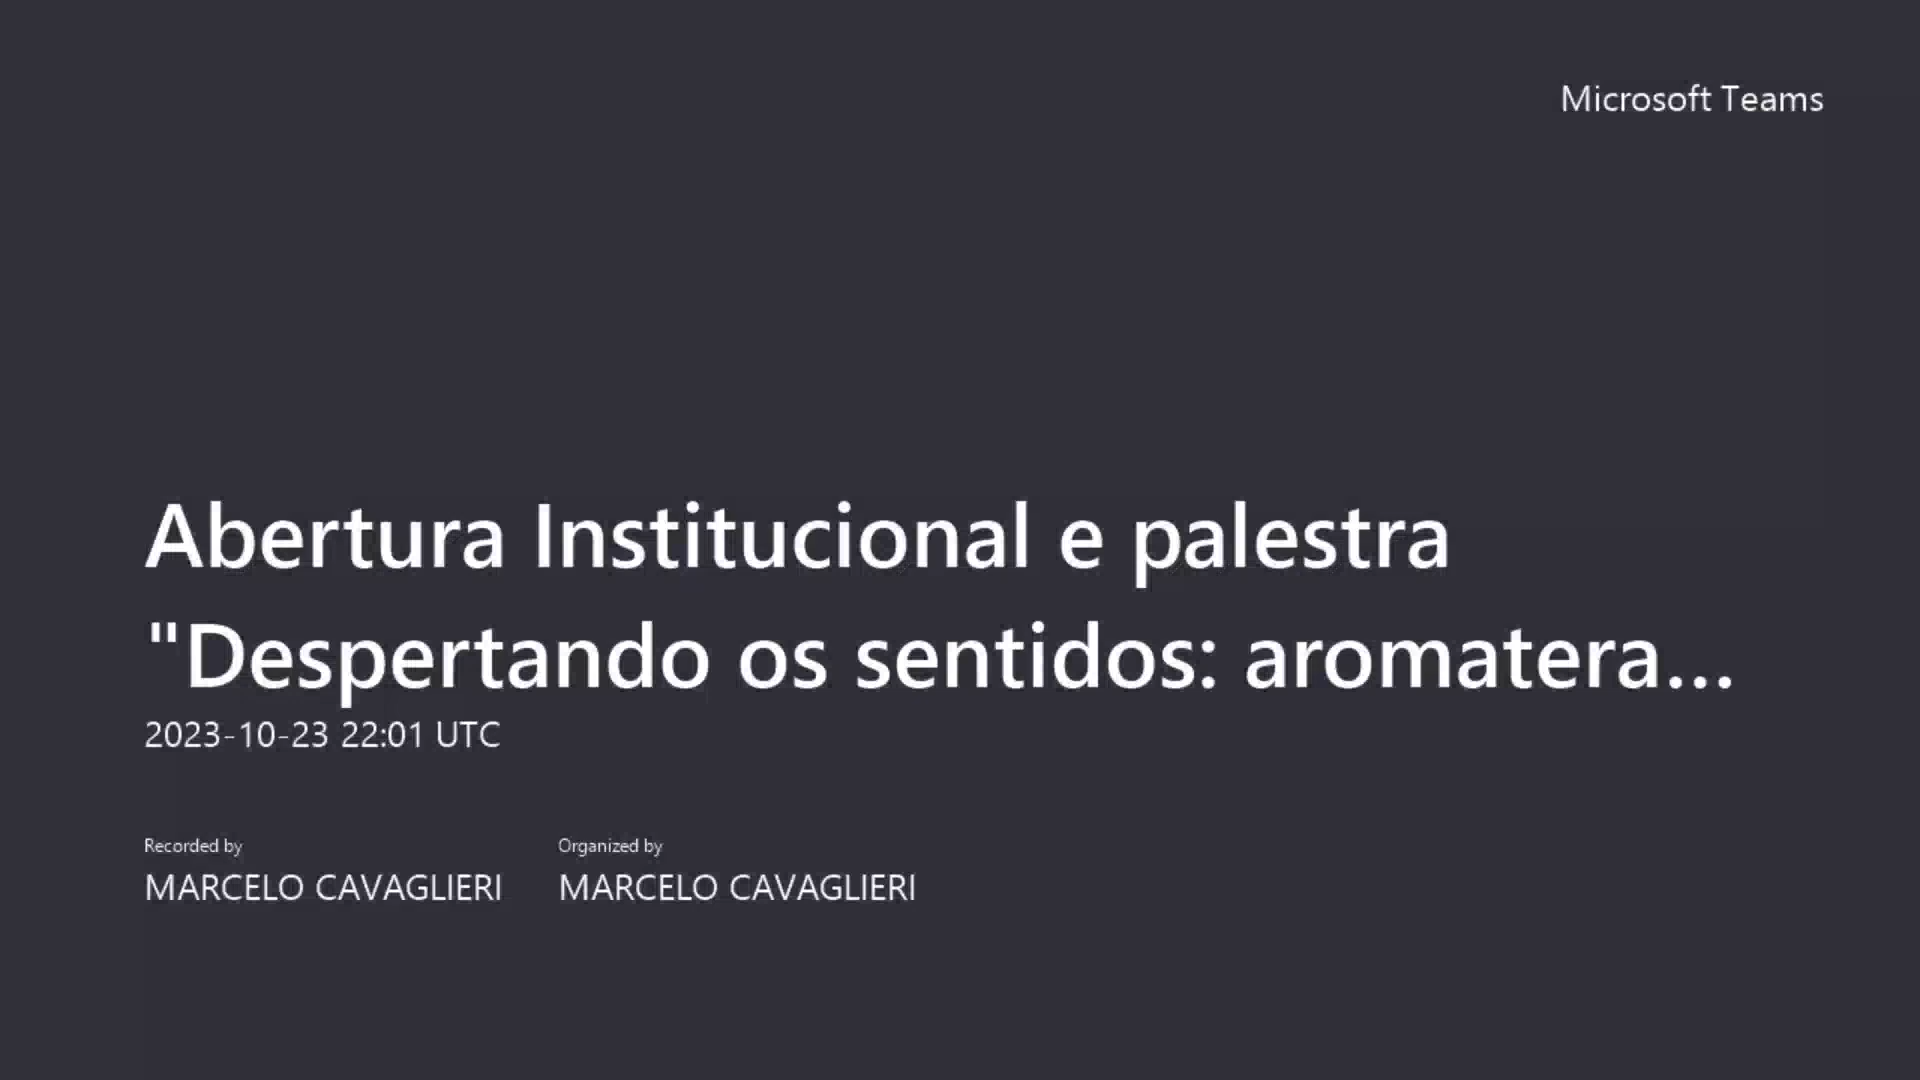 Microsoft Teams
Abertura Institucional e palestra
"Despertando os sentidos: aromatera...
2023-10-23 22:01 UTC
Recorded by
MARCELO CAVAGLIERI
Organized by
MARCELO CAVAGLIERI